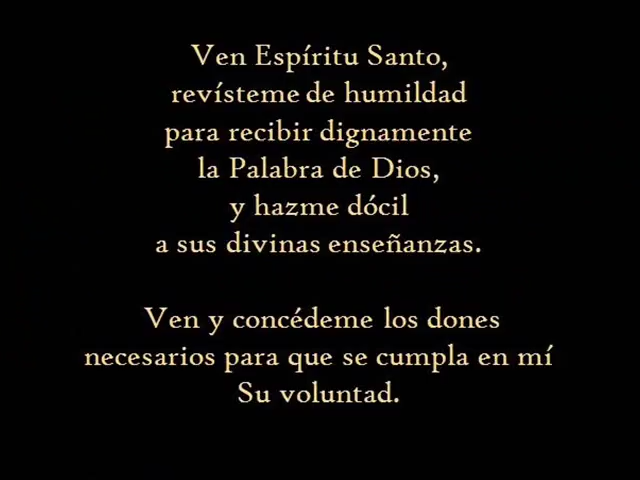 Ven Espíritu Santo,
revísteme de humildad
para recibir dignamente
la Palabra de Dios,
y hazme dócil
a sus divinas enseñanzas.
Ven y concédeme los dones
necesarios para que se cumpla en mí
Su voluntad.